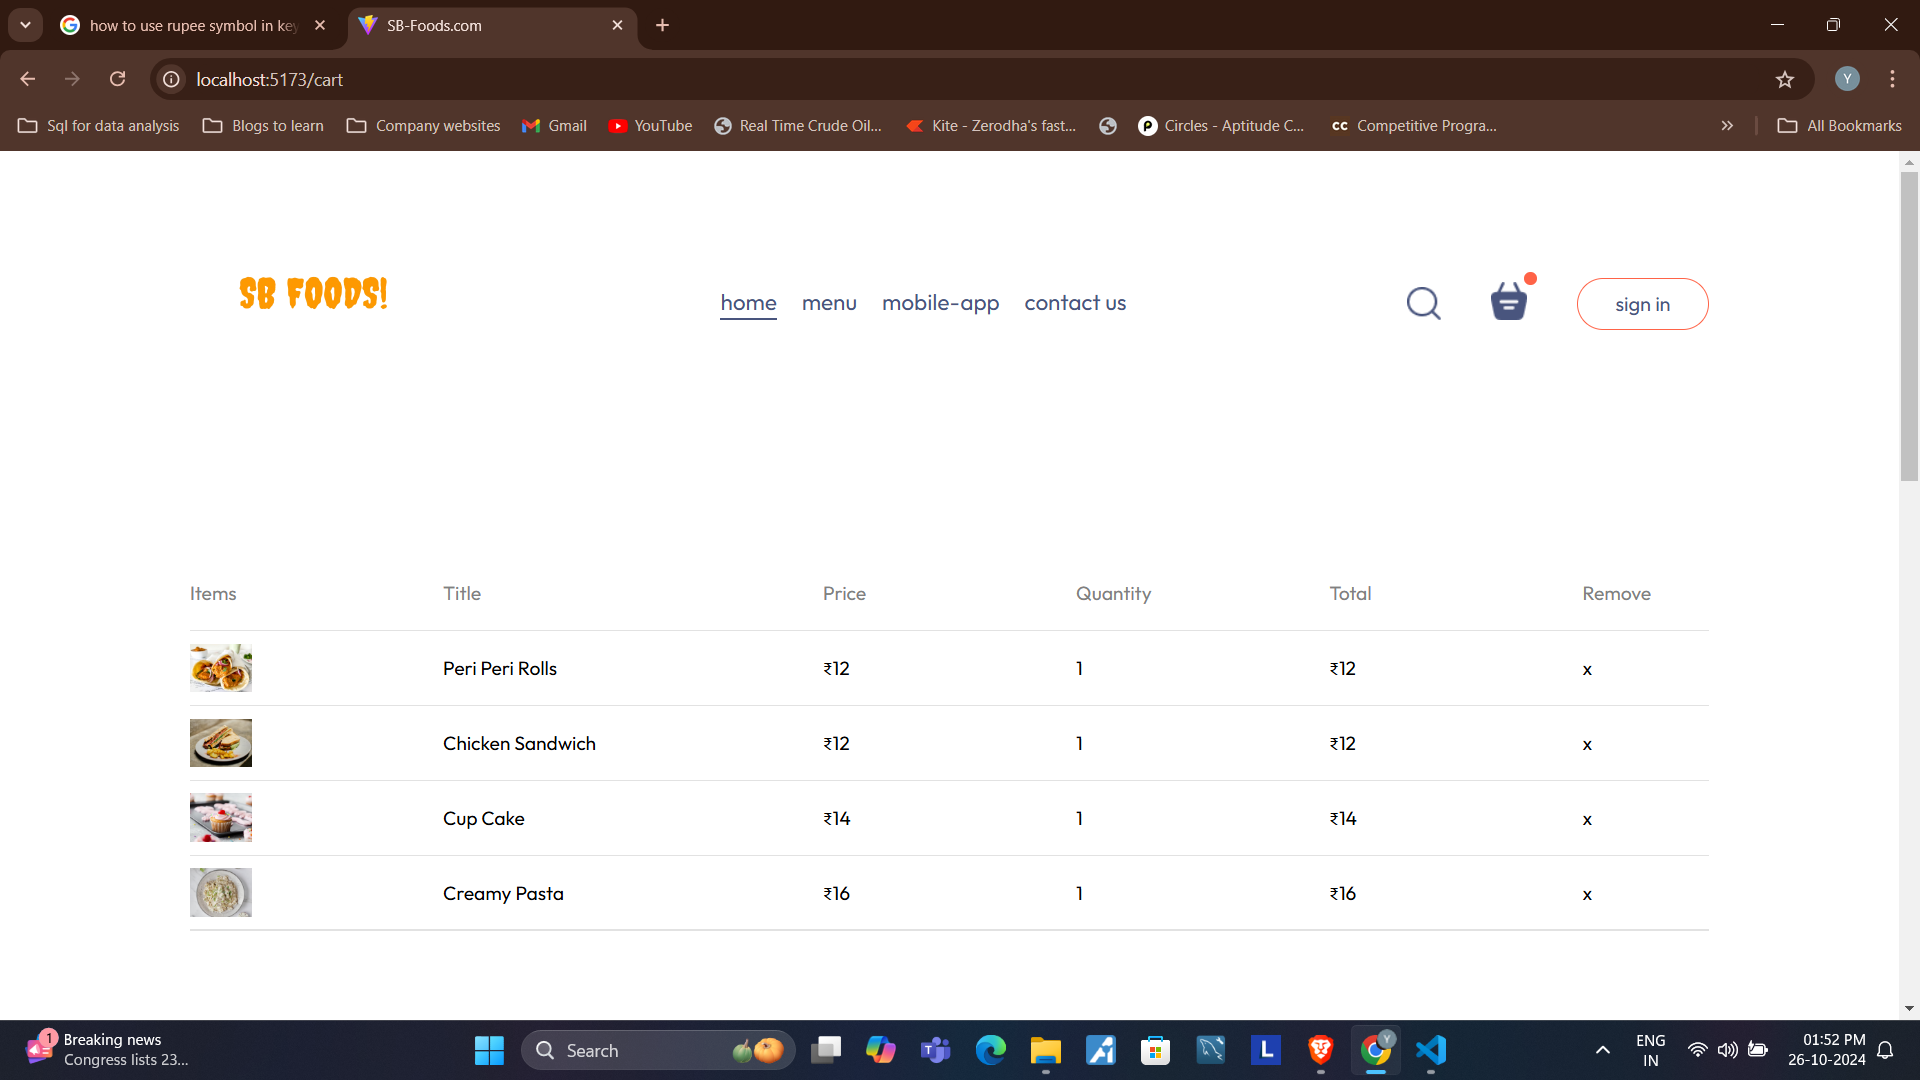 how to use rupee symbol in key
SB-Foods.com
localhost:5173/cart
Sql for data analysis
Blogs to learn
Company websites
Gmail
YouTube
Real Time Crude Oil...
Kite - Zerodha's fast...
Circles - Aptitude C...
cc Competitive Progra...
All Bookmarks
Y
SB FOODS!
home menu mobile-app contact us
sign in
Items Title Price Quantity Total Remove
Peri Peri Rolls ₹12 1 ₹12 x
Chicken Sandwich ₹12 1 ₹12 x
Cup Cake ₹14 1 ₹14 x
Creamy Pasta ₹16 1 ₹16 x
1
Breaking news
Congress lists 23...
Search
L
Y
ENG
IN
01:52 PM
26-10-2024